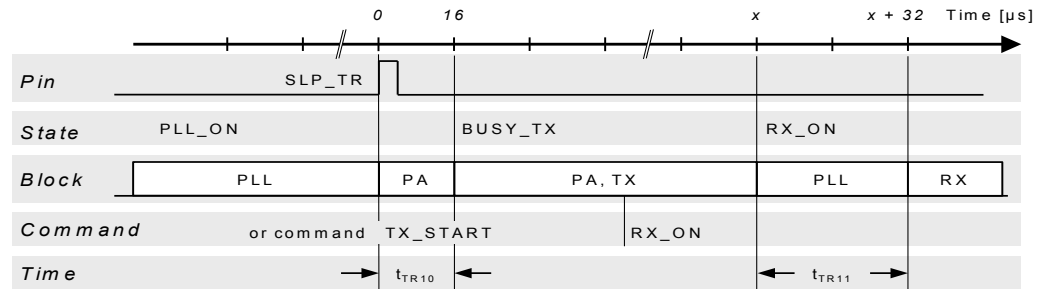 0 16 x x + 32 Time [µs]
Pin SLP_TR
State PLL_ON BUSY_TX RX_ON
Block PLL PA PA, TX PLL RX
Command or command TX_START RX_ON
Time tTR10 tTR11